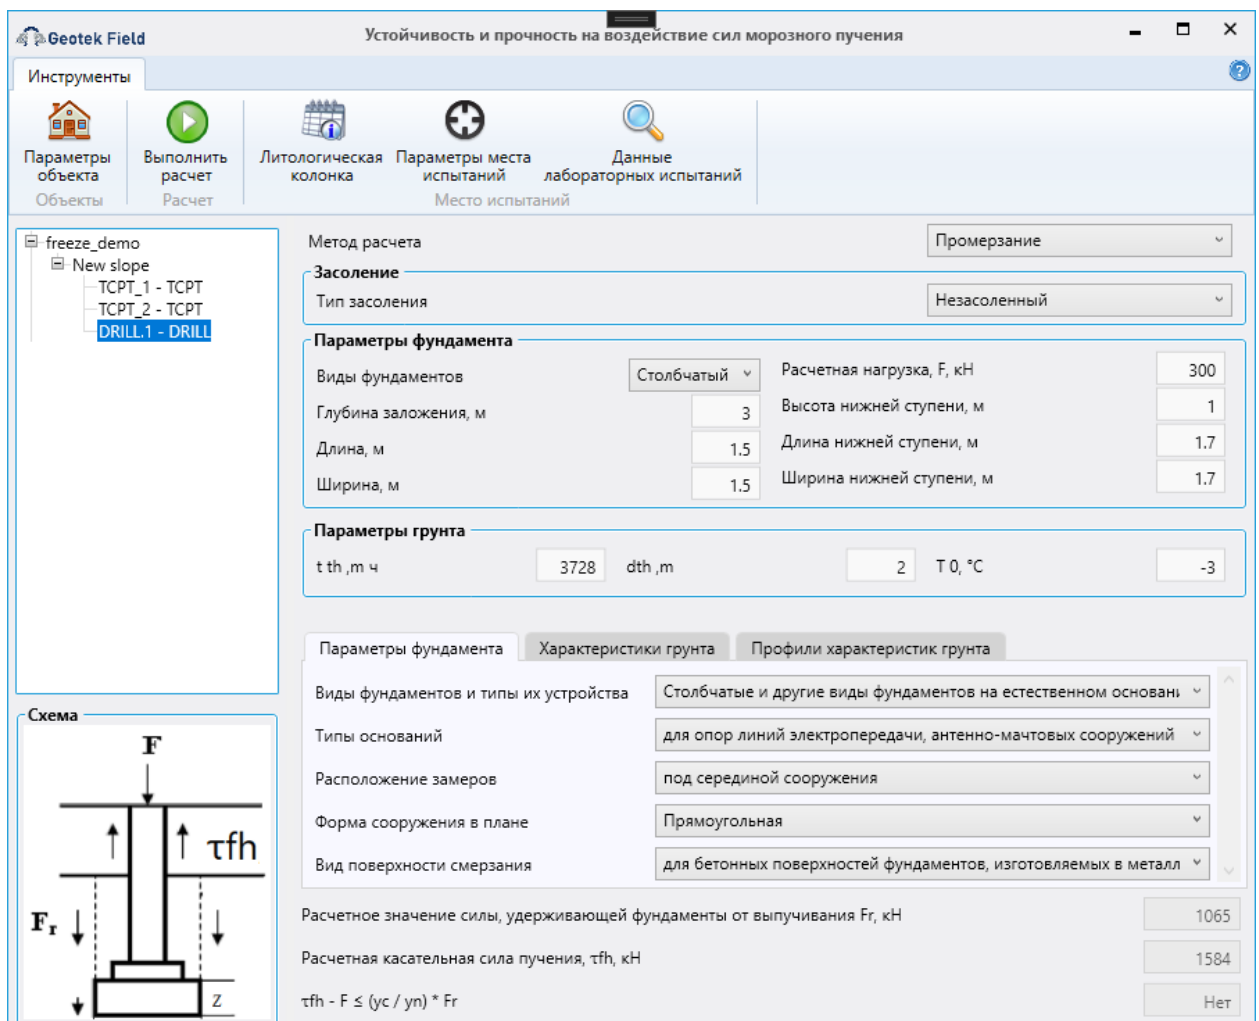 Geotek Field
Устойчивость и прочность на воздействие сил морозного пучения
Инструменты
Параметры объекта
Выполнить расчет
Литологическая колонка
Параметры места испытаний
Данные лабораторных испытаний
Объекты
Расчет
Место испытаний
freeze_demo
New slope
TCPT_1 - TCPT
TCPT_2 - TCPT
DRILL.1 - DRILL
Метод расчета
Промерзание
Засоление
Тип засоления
Незасоленный
Параметры фундамента
Виды фундаментов
Столбчатый
Расчетная нагрузка, F, кН
300
Глубина заложения, м
3
Высота нижней ступени, м
1
Длина, м
1.5
Длина нижней ступени, м
1.7
Ширина, м
1.5
Ширина нижней ступени, м
1.7
Параметры грунта
t th ,m ч
3728
dth ,m
2
T 0, °C
-3
Параметры фундамента
Характеристики грунта
Профили характеристик грунта
Виды фундаментов и типы их устройства
Столбчатые и другие виды фундаментов на естественном основани
Типы оснований
для опор линий электропередачи, антенно-мачтовых сооружений
Расположение замеров
под серединой сооружения
Форма сооружения в плане
Прямоугольная
Вид поверхности смерзания
для бетонных поверхностей фундаментов, изготовляемых в металл
Схема
F
τfh
Fr
z
Расчетное значение силы, удерживающей фундаменты от выпучивания Fr, кН
1065
Расчетная касательная сила пучения, τfh, кН
1584
τfh - F ≤ (yc / yn) * Fr
Нет